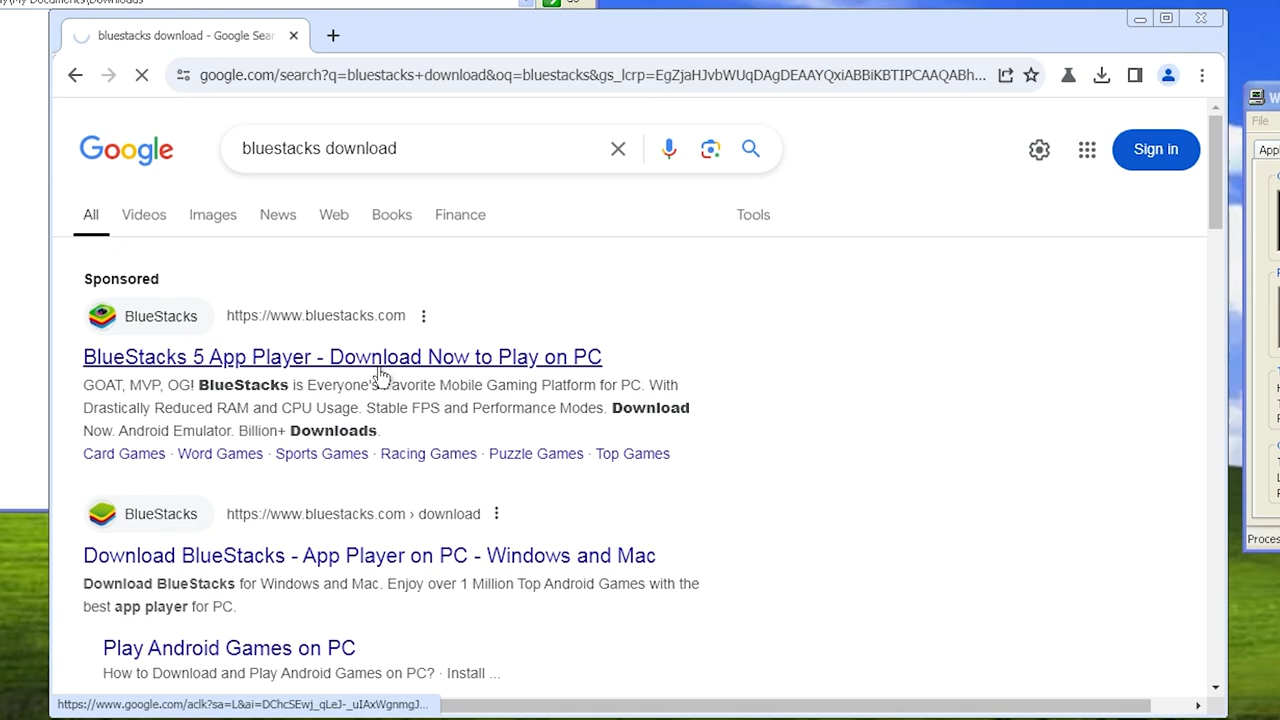 bluestacks download - Google Sear
google.com/search?q=bluestacks+download&oq=bluestacks&gs_lcrp=EgZjaHJvbWUqDAgDEAAYQxiABBiKBTIPCAAQABh...
Google
bluestacks download
Sign in
All Videos Images News Web Books Finance Tools
Sponsored
BlueStacks https://www.bluestacks.com
BlueStacks 5 App Player - Download Now to Play on PC
GOAT, MVP, OG! BlueStacks is Everyone's Favorite Mobile Gaming Platform for PC. With
Drastically Reduced RAM and CPU Usage. Stable FPS and Performance Modes. Download
Now. Android Emulator. Billion+ Downloads.
Card Games · Word Games · Sports Games · Racing Games · Puzzle Games · Top Games
BlueStacks https://www.bluestacks.com › download
Download BlueStacks - App Player on PC - Windows and Mac
Download BlueStacks for Windows and Mac. Enjoy over 1 Million Top Android Games with the
best app player for PC.
Play Android Games on PC
How to Download and Play Android Games on PC? · Install ...
https://www.google.com/aclk?sa=L&ai=DChcSEwj_qLeJ-_uIAxWgnmgJ...
File
Appl
Proces